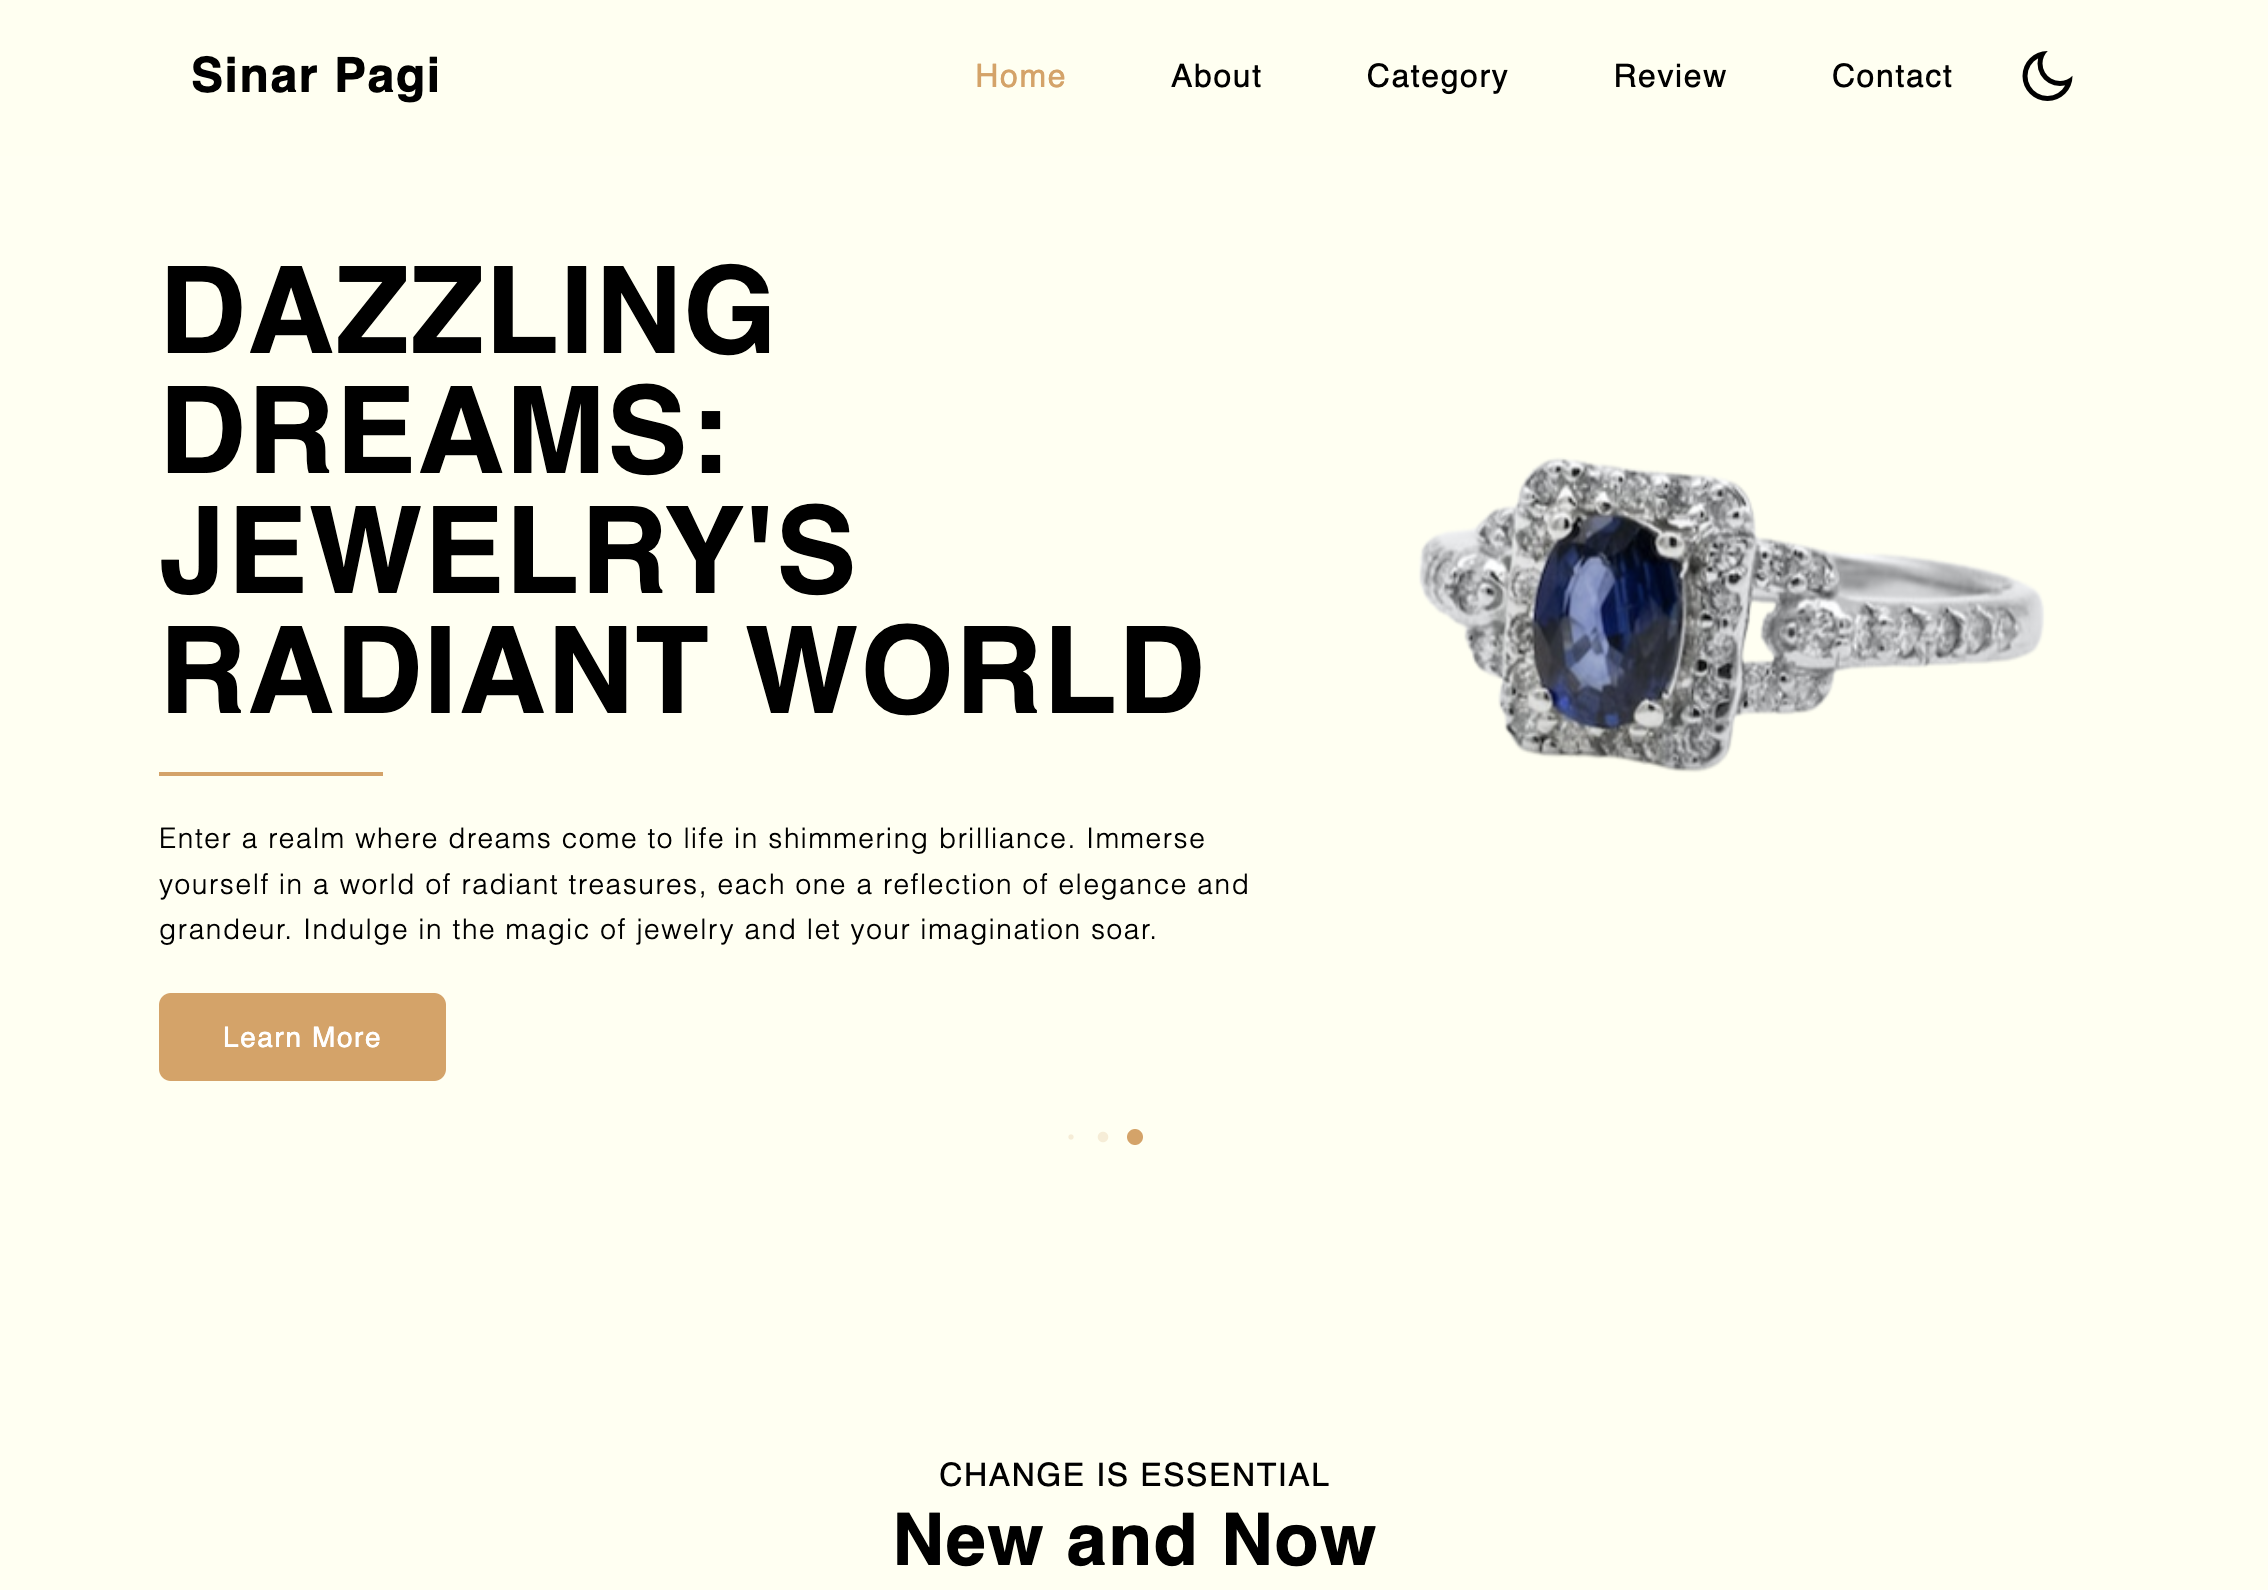 Sinar Pagi
Home About Category Review Contact
DAZZLING
DREAMS:
JEWELRY'S
RADIANT WORLD
Enter a realm where dreams come to life in shimmering brilliance. Immerse
yourself in a world of radiant treasures, each one a reflection of elegance and
grandeur. Indulge in the magic of jewelry and let your imagination soar.
Learn More
CHANGE IS ESSENTIAL
New and Now